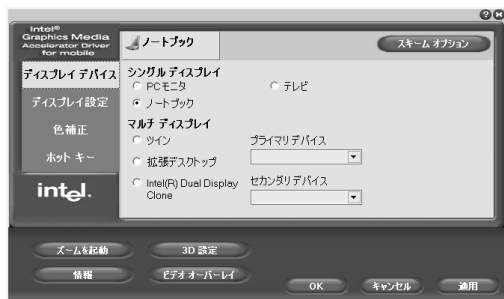 Intel®
Graphics Media
Accelerator Driver
for mobile
ノートブック
スキーム オプション
ディスプレイ デバイス
ディスプレイ設定
色補正
ホット キー
intel.
シングル ディスプレイ
PCモニタ
テレビ
ノートブック
マルチ ディスプレイ
ツイン
プライマリ デバイス
拡張デスクトップ
Intel(R) Dual Display
Clone
セカンダリ デバイス
ズームを起動
3D 設定
情報
ビデオ オーバーレイ
OK
キャンセル
適用